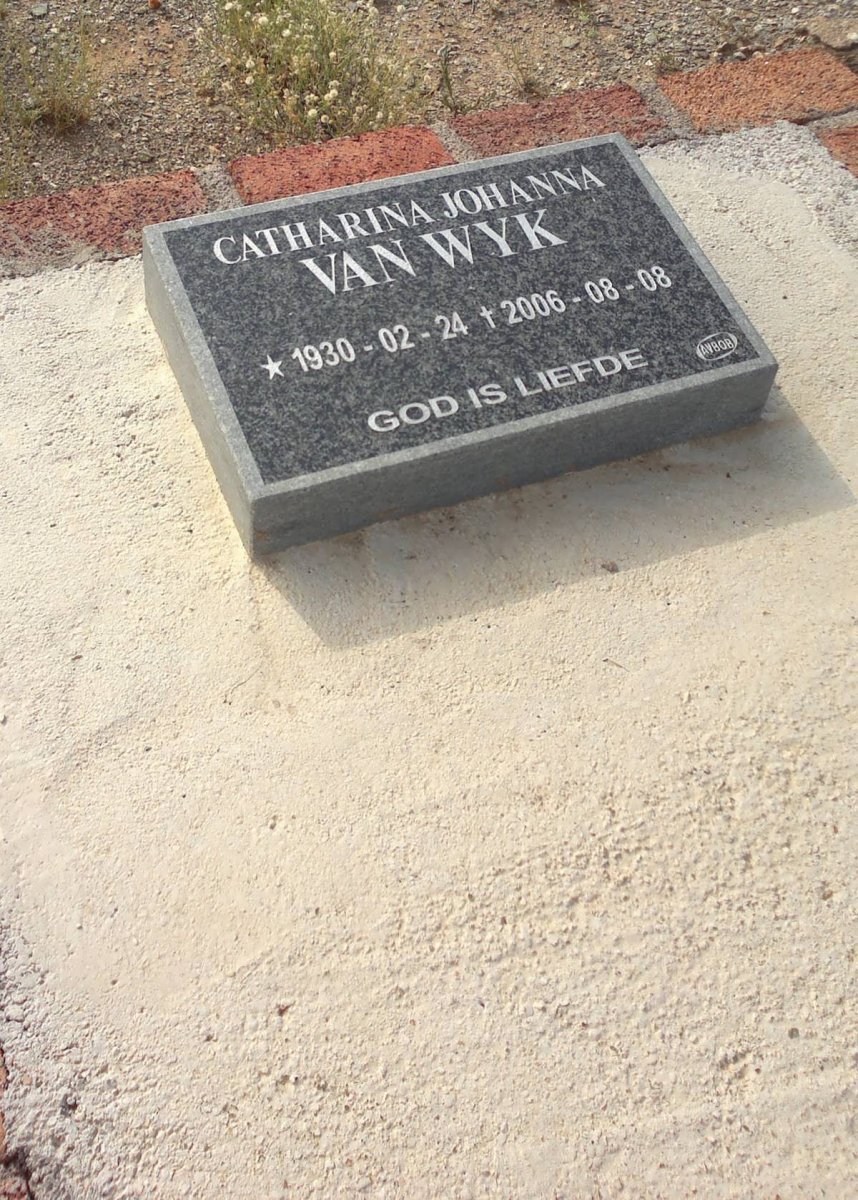 CATHARINA JOHANNA
VAN WYK
★ 1930 - 02 - 24 ✝ 2006 - 08 - 08
GOD IS LIEFDE
AVBOB